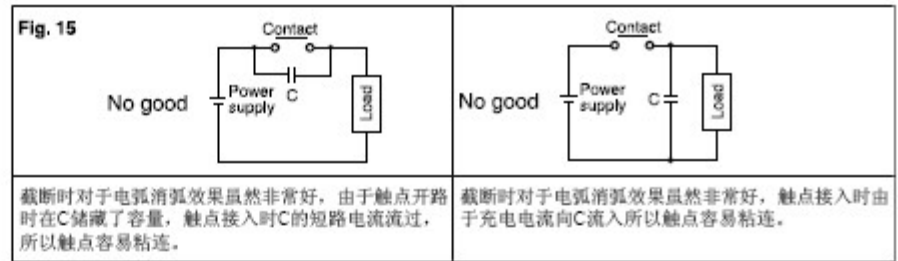 Fig. 15
Contact
No good
Power
supply
C
Load
Contact
No good
Power
supply
C
Load
截断时对于电弧消弧效果虽然非常好，由于触点开路
时在C储藏了容量，触点接入时C的短路电流流过，
所以触点容易粘连。
截断时对于电弧消弧效果虽然非常好，触点接入时由
于充电电流向C流入所以触点容易粘连。